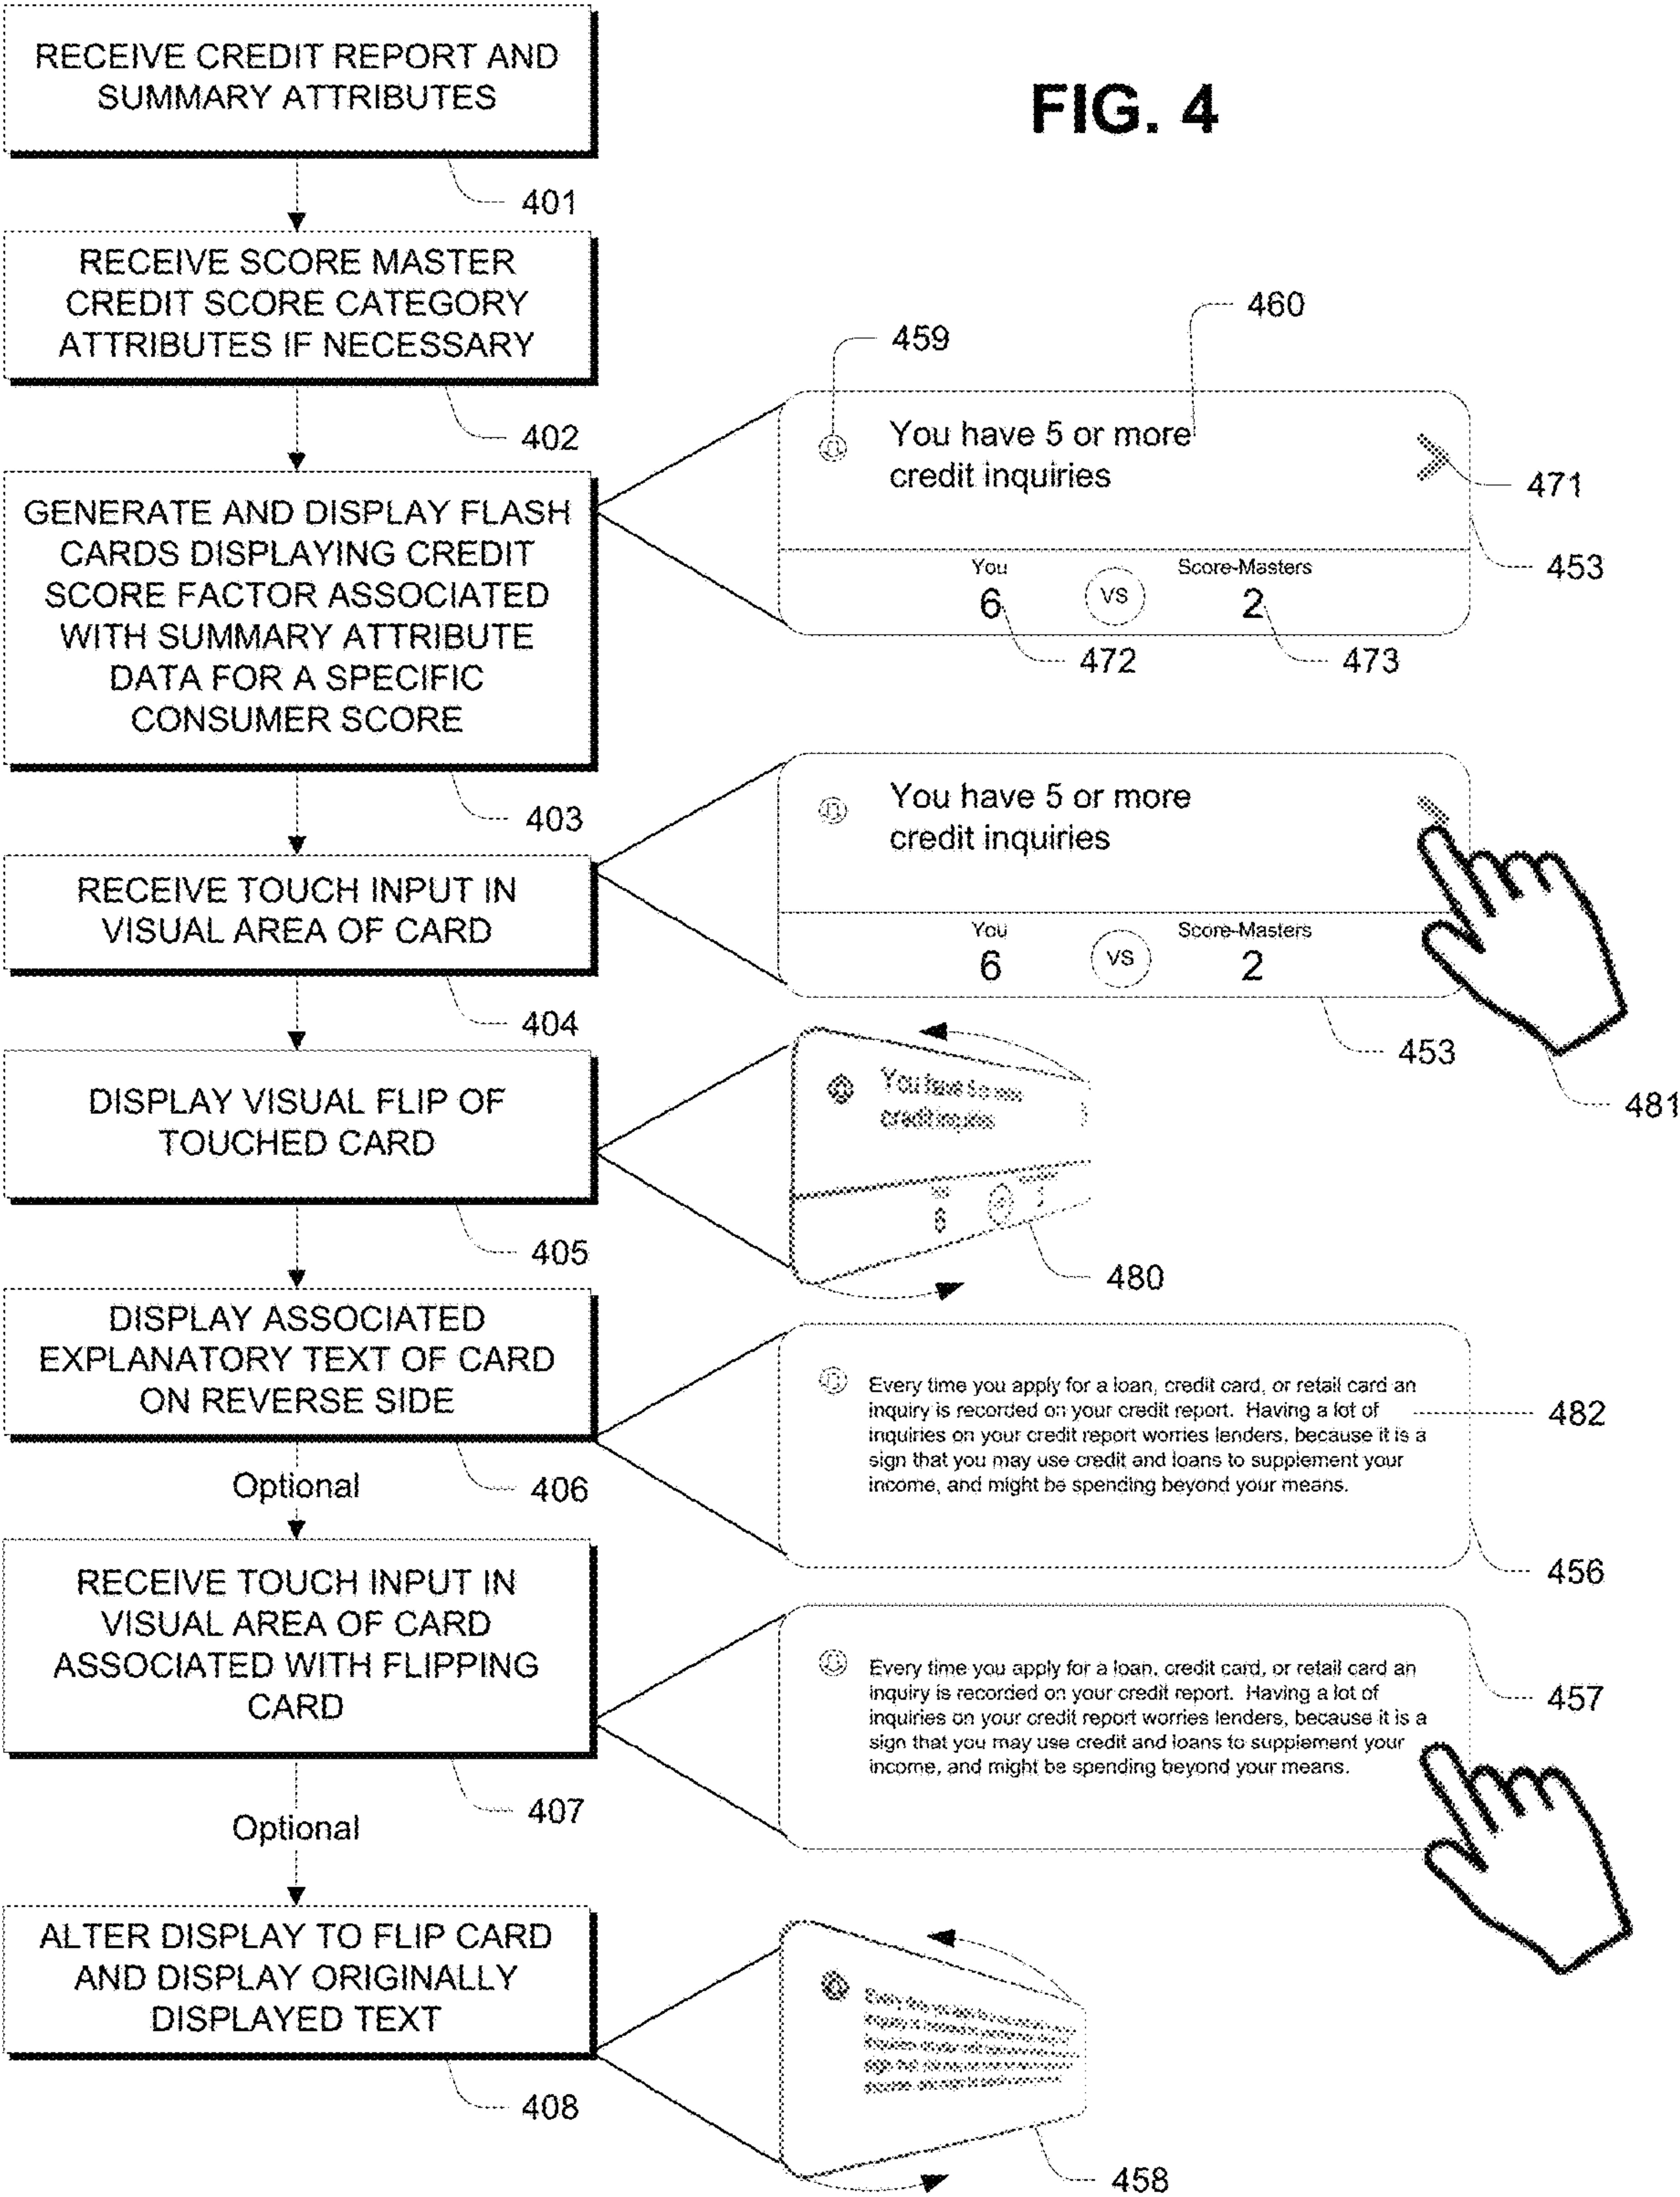 FIG. 4
RECEIVE CREDIT REPORT AND
SUMMARY ATTRIBUTES
401
RECEIVE SCORE MASTER
CREDIT SCORE CATEGORY
ATTRIBUTES IF NECESSARY
402
GENERATE AND DISPLAY FLASH
CARDS DISPLAYING CREDIT
SCORE FACTOR ASSOCIATED
WITH SUMMARY ATTRIBUTE
DATA FOR A SPECIFIC
CONSUMER SCORE
403
459
460
You have 5 or more
credit inquiries
471
453
You
6
VS
Score-Masters
2
472
473
RECEIVE TOUCH INPUT IN
VISUAL AREA OF CARD
404
You have 5 or more
credit inquiries
You
6
VS
Score-Masters
2
453
481
DISPLAY VISUAL FLIP OF
TOUCHED CARD
405
You have
credit
6
480
DISPLAY ASSOCIATED
EXPLANATORY TEXT OF CARD
ON REVERSE SIDE
406
Every time you apply for a loan, credit card, or retail card an
inquiry is recorded on your credit report. Having a lot of
inquiries on your credit report worries lenders, because it is a
sign that you may use credit and loans to supplement your
income, and might be spending beyond your means.
482
456
Optional
RECEIVE TOUCH INPUT IN
VISUAL AREA OF CARD
ASSOCIATED WITH FLIPPING
CARD
407
Every time you apply for a loan, credit card, or retail card an
inquiry is recorded on your credit report. Having a lot of
inquiries on your credit report worries lenders, because it is a
sign that you may use credit and loans to supplement your
income, and might be spending beyond your means.
457
Optional
ALTER DISPLAY TO FLIP CARD
AND DISPLAY ORIGINALLY
DISPLAYED TEXT
408
458